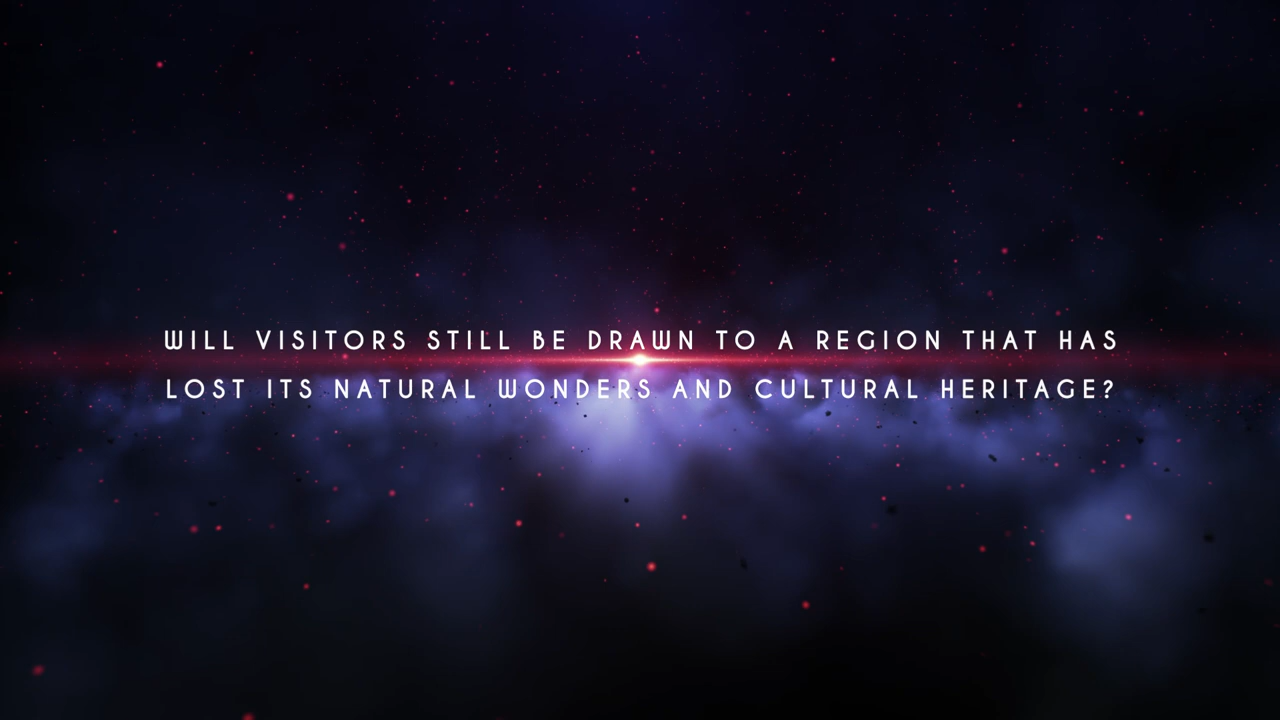 WILL VISITORS STILL BE DRAWN TO A REGION THAT HAS
LOST ITS NATURAL WONDERS AND CULTURAL HERITAGE?